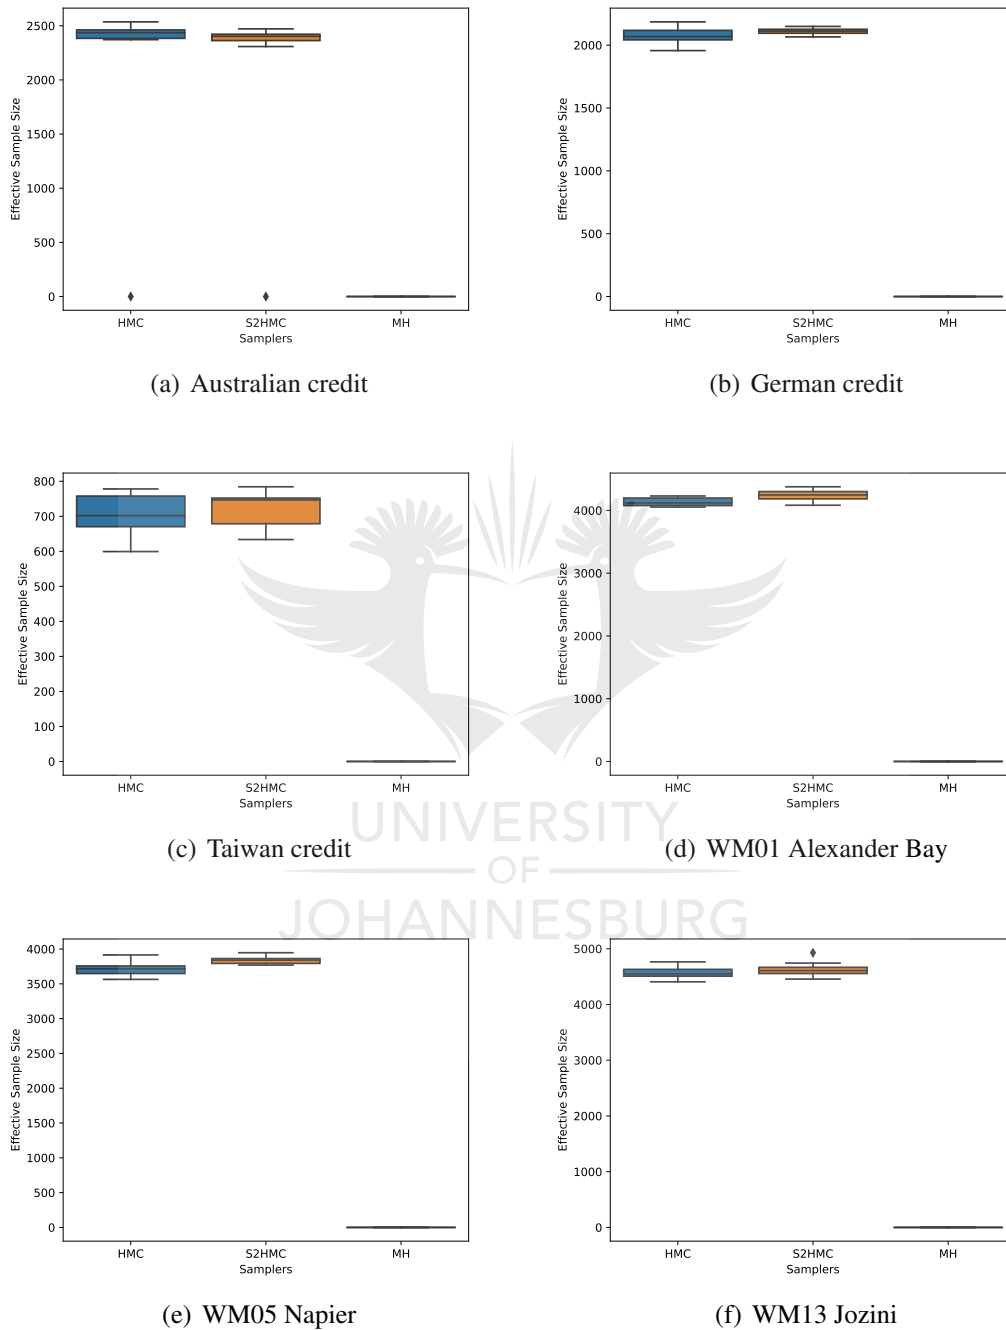 2500
2000
1500
1000
500
0
Effective Sample Size
HMC
S2HMC
MH
Samplers
(a) Australian credit
2000
1500
1000
500
0
Effective Sample Size
HMC
S2HMC
MH
Samplers
(b) German credit
800
700
600
500
400
300
200
100
0
Effective Sample Size
HMC
S2HMC
MH
Samplers
(c) Taiwan credit
4000
3000
2000
1000
0
Effective Sample Size
HMC
S2HMC
MH
Samplers
(d) WM01 Alexander Bay
UNIVERSITY
OF
JOHANNESBURG
4000
3500
3000
2500
2000
1500
1000
500
0
Effective Sample Size
HMC
S2HMC
MH
Samplers
(e) WM05 Napier
5000
4000
3000
2000
1000
0
Effective Sample Size
HMC
S2HMC
MH
Samplers
(f) WM13 Jozini